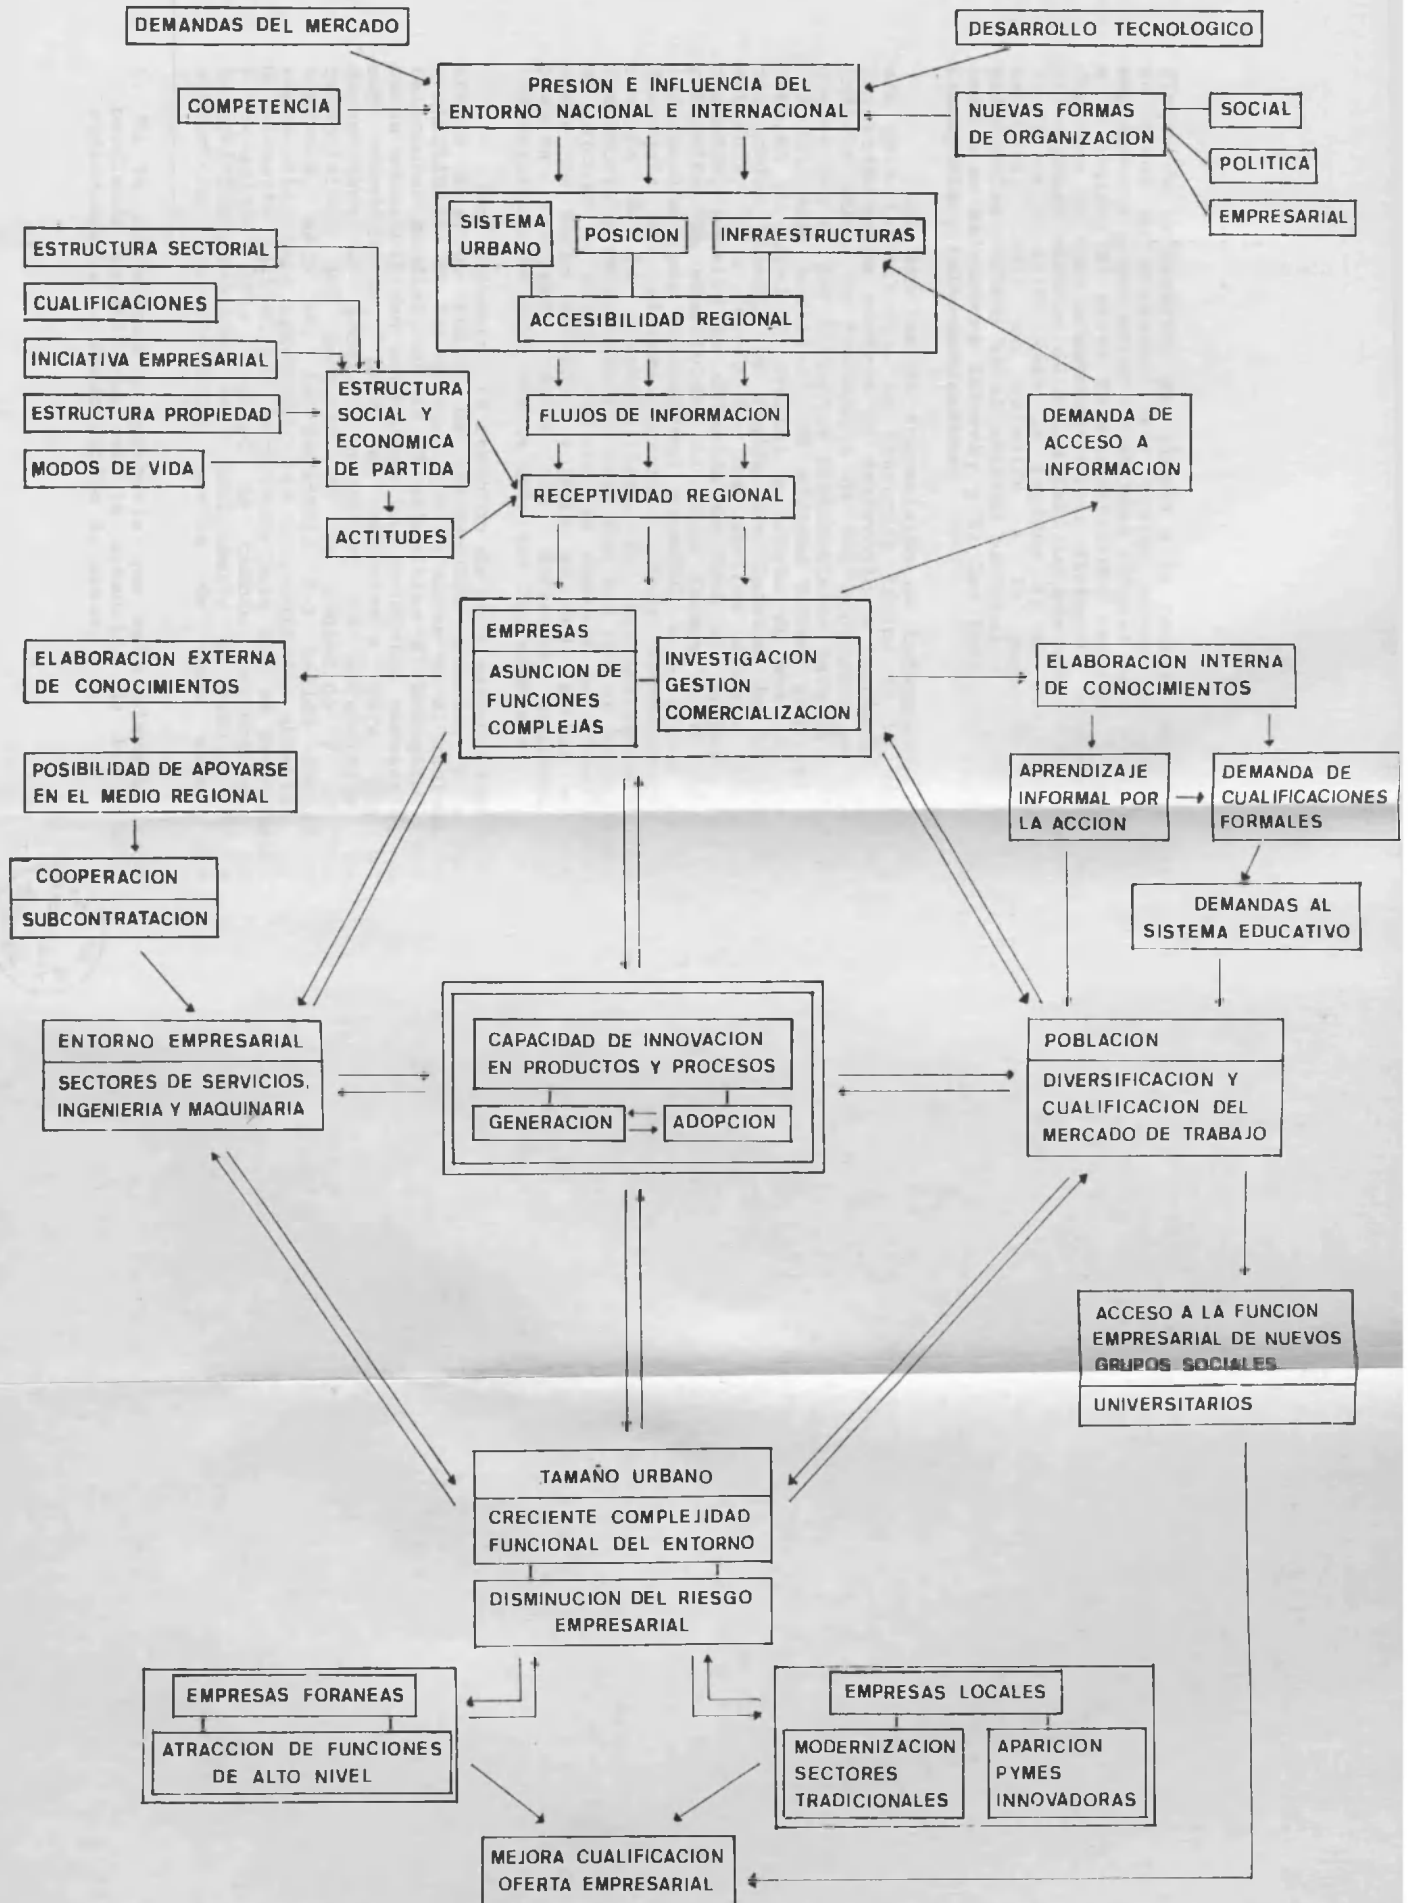 DEMANDAS DEL MERCADO
DESARROLLO TECNOLOGICO
PRESION E INFLUENCIA DEL
ENTORNO NACIONAL E INTERNACIONAL
COMPETENCIA
NUEVAS FORMAS
DE ORGANIZACION
SOCIAL
POLITICA
EMPRESARIAL
SISTEMA
URBANO
POSICION
INFRAESTRUCTURAS
ACCESIBILIDAD REGIONAL
ESTRUCTURA SECTORIAL
CUALIFICACIONES
INICIATIVA EMPRESARIAL
ESTRUCTURA PROPIEDAD
MODOS DE VIDA
ESTRUCTURA
SOCIAL Y
ECONOMICA
DE PARTIDA
ACTITUDES
FLUJOS DE INFORMACION
RECEPTIVIDAD REGIONAL
DEMANDA DE
ACCESO A
INFORMACION
EMPRESAS
ASUNCION DE
FUNCIONES
COMPLEJAS
INVESTIGACION
GESTION
COMERCIALIZACION
ELABORACION EXTERNA
DE CONOCIMIENTOS
POSIBILIDAD DE APOYARSE
EN EL MEDIO REGIONAL
COOPERACION
SUBCONTRATACION
ELABORACION INTERNA
DE CONOCIMIENTOS
APRENDIZAJE
INFORMAL POR
LA ACCION
DEMANDA DE
CUALIFICACIONES
FORMALES
DEMANDAS AL
SISTEMA EDUCATIVO
ENTORNO EMPRESARIAL
SECTORES DE SERVICIOS,
INGENIERIA Y MAQUINARIA
CAPACIDAD DE INNOVACION
EN PRODUCTOS Y PROCESOS
GENERACION
ADOPCION
POBLACION
DIVERSIFICACION Y
CUALIFICACION DEL
MERCADO DE TRABAJO
ACCESO A LA FUNCION
EMPRESARIAL DE NUEVOS
GRUPOS SOCIALES
UNIVERSITARIOS
TAMAÑO URBANO
CRECIENTE COMPLEJIDAD
FUNCIONAL DEL ENTORNO
DISMINUCION DEL RIESGO
EMPRESARIAL
EMPRESAS FORANEAS
ATRACCION DE FUNCIONES
DE ALTO NIVEL
EMPRESAS LOCALES
MODERNIZACION
SECTORES
TRADICIONALES
APARICION
PYMES
INNOVADORAS
MEJORA CUALIFICACION
OFERTA EMPRESARIAL